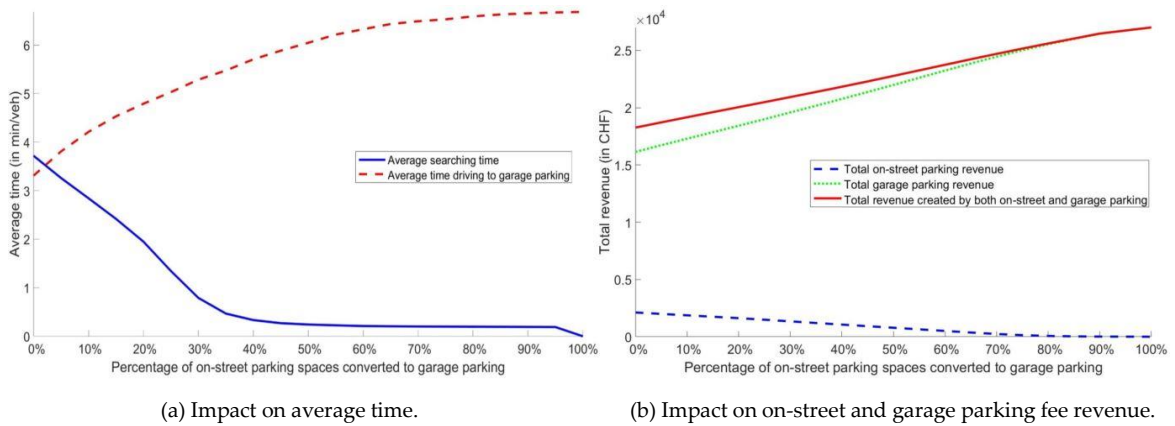 Average time (in min/veh)
6
5
4
3
2
1
0
0% 10% 20% 30% 40% 50% 60% 70% 80% 90% 100%
Percentage of on-street parking spaces converted to garage parking
Average searching time
Average time driving to garage parking
(a) Impact on average time.
×10⁴
Total revenue (in CHF)
2.5
2
1.5
1
0.5
0
0% 10% 20% 30% 40% 50% 60% 70% 80% 90% 100%
Percentage of on-street parking spaces converted to garage parking
Total on-street parking revenue
Total garage parking revenue
Total revenue created by both on-street and garage parking
(b) Impact on on-street and garage parking fee revenue.